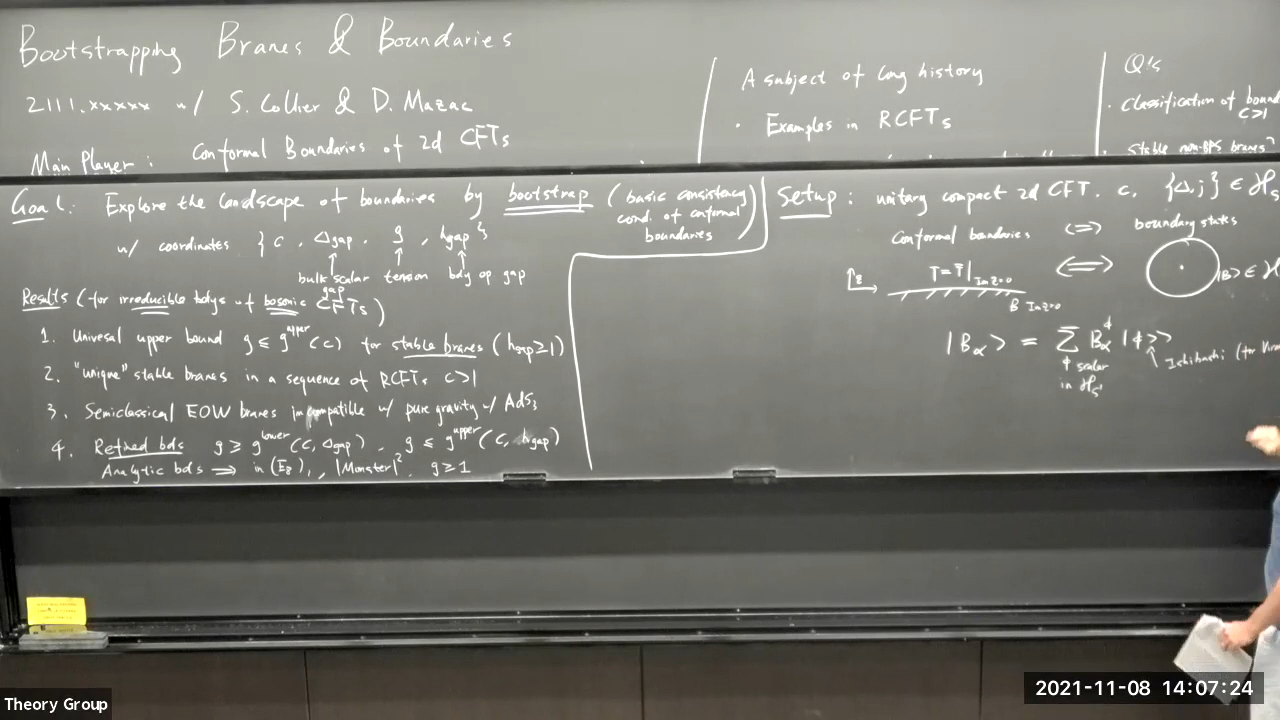 Bootstrapping Branes & Boundaries
2111.xxxxx w/ S. Collier & D. Mazac
Main Player : Conformal Boundaries of 2d CFTs
A subject of long history
· Examples in RCFTs
Q's
· Classification of bound
C>1
stable non-BPS branes?
Goal : Explore the landscape of boundaries by bootstrap ( basic consistency
cond. of conformal
boundaries )
w/ coordinates { c , Δgap , g , hgap }
bulk scalar gap tension bdy op gap
Results ( for irreducible bdys of bosonic CFTs )
1. Universal upper bound g ≤ g^upper (c) for stable branes ( hgap ≥ 1 )
2. "unique" stable branes in a sequence of RCFTs c>1
3. Semiclassical EOW branes incompatible w/ pure gravity w/ AdS₃
4. Refined bds g ≥ g^lower (c, Δgap) , g ≤ g^upper (c, hgap)
Analytic bds ⇒ in (E₈)₁ , |Monster|² , g ≥ 1
Setup : unitary compact 2d CFT. c, {Δ, j} ∈ H_S
Conformal boundaries ⇔ boundary states
z T = T̄ |Im z=0 ⇔ |B> ∈ H
B Im z=0
|B_α> = Σ B_α^ϕ |ϕ>>
ϕ scalar Ishibashi (for Vira
in H_S¹
Theory Group
2021-11-08 14:07:24